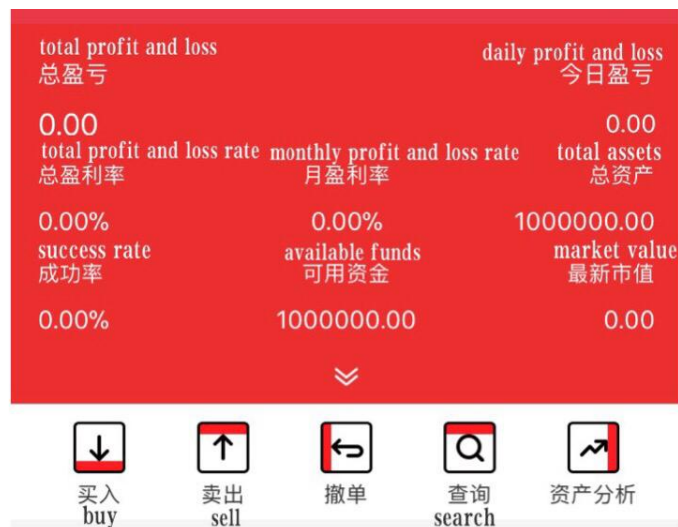 total profit and loss daily profit and loss
总盈亏 今日盈亏
0.00 0.00
total profit and loss rate monthly profit and loss rate total assets
总盈利率 月盈利率 总资产
0.00% 0.00% 1000000.00
success rate available funds market value
成功率 可用资金 最新市值
0.00% 1000000.00 0.00
买入 卖出 撤单 查询 资产分析
buy sell search